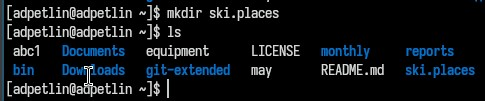 [adpetlin@adpetlin ~]$ mkdir ski.places
[adpetlin@adpetlin ~]$ ls
abc1 Documents equipment LICENSE monthly reports
bin Downloads git-extended may README.md ski.places
[adpetlin@adpetlin ~]$